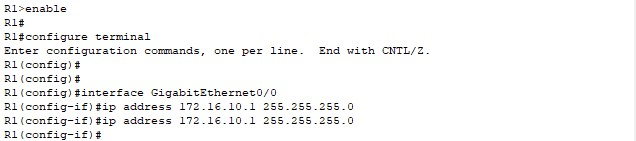 R1>enable
R1#
R1#configure terminal
Enter configuration commands, one per line.  End with CNTL/Z.
R1(config)#
R1(config)#
R1(config)#interface GigabitEthernet0/0
R1(config-if)#ip address 172.16.10.1 255.255.255.0
R1(config-if)#ip address 172.16.10.1 255.255.255.0
R1(config-if)#